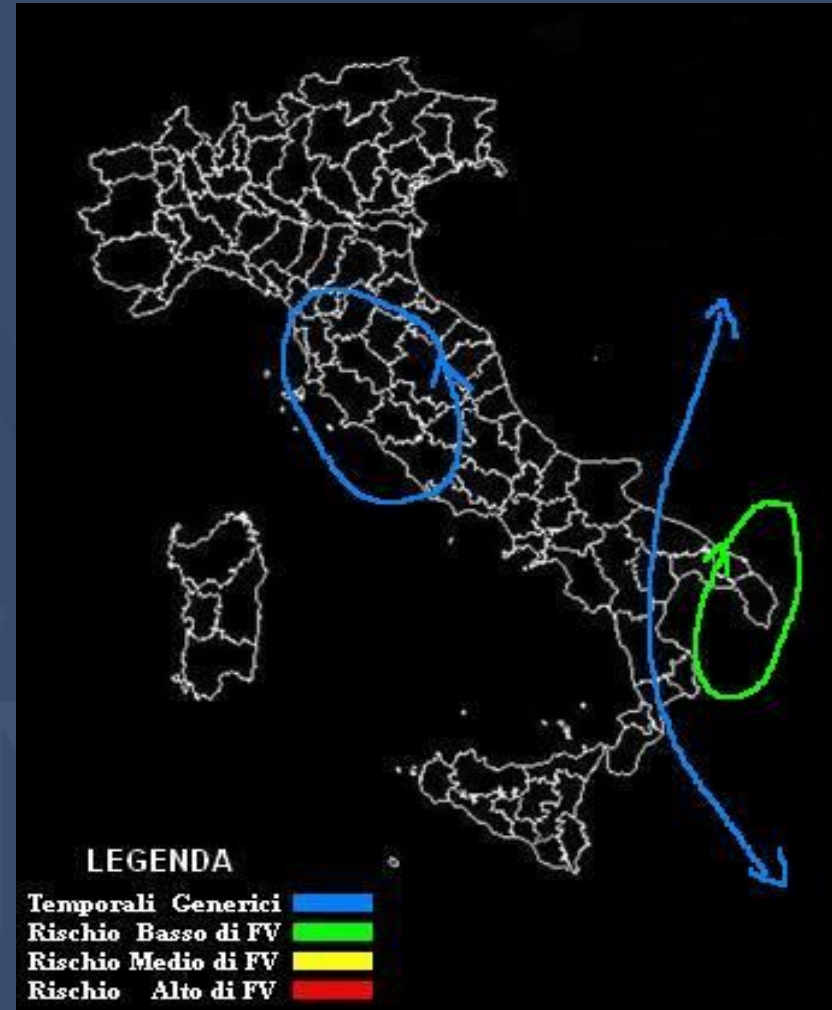 LEGENDA
Temporali Generici
Rischio Basso di FV
Rischio Medio di FV
Rischio Alto di FV